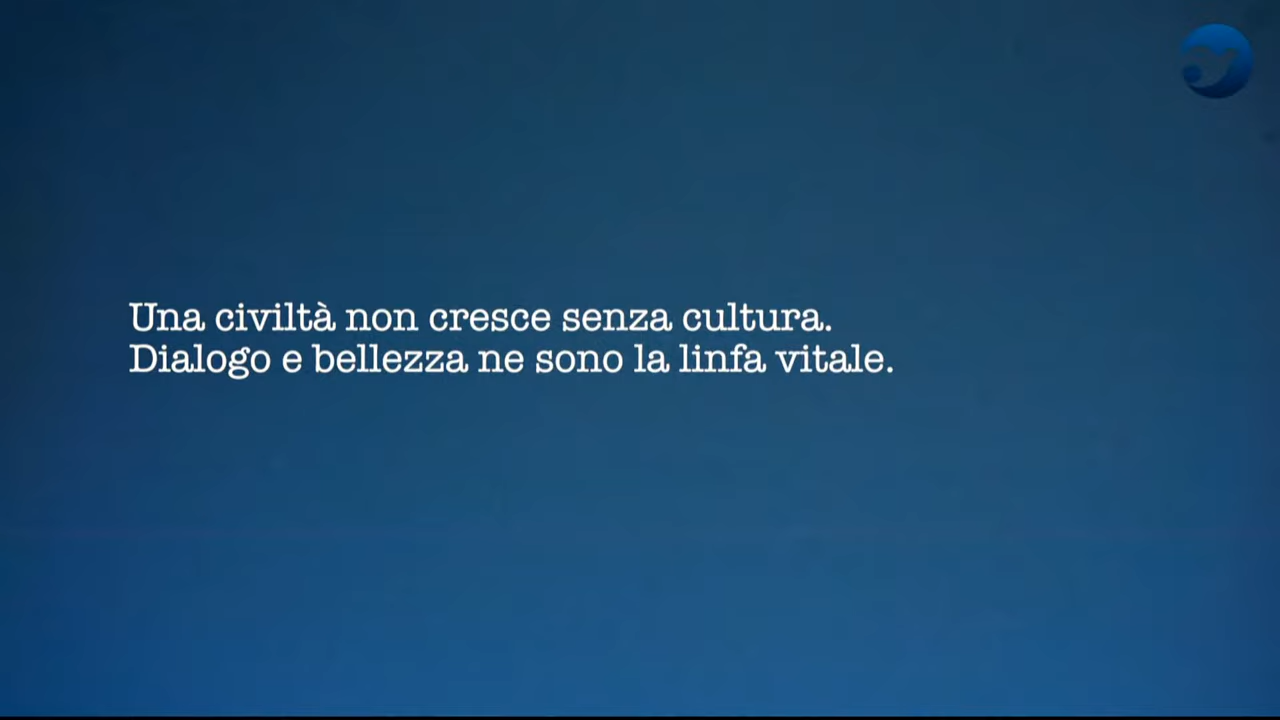 Una civiltà non cresce senza cultura.
Dialogo e bellezza ne sono la linfa vitale.